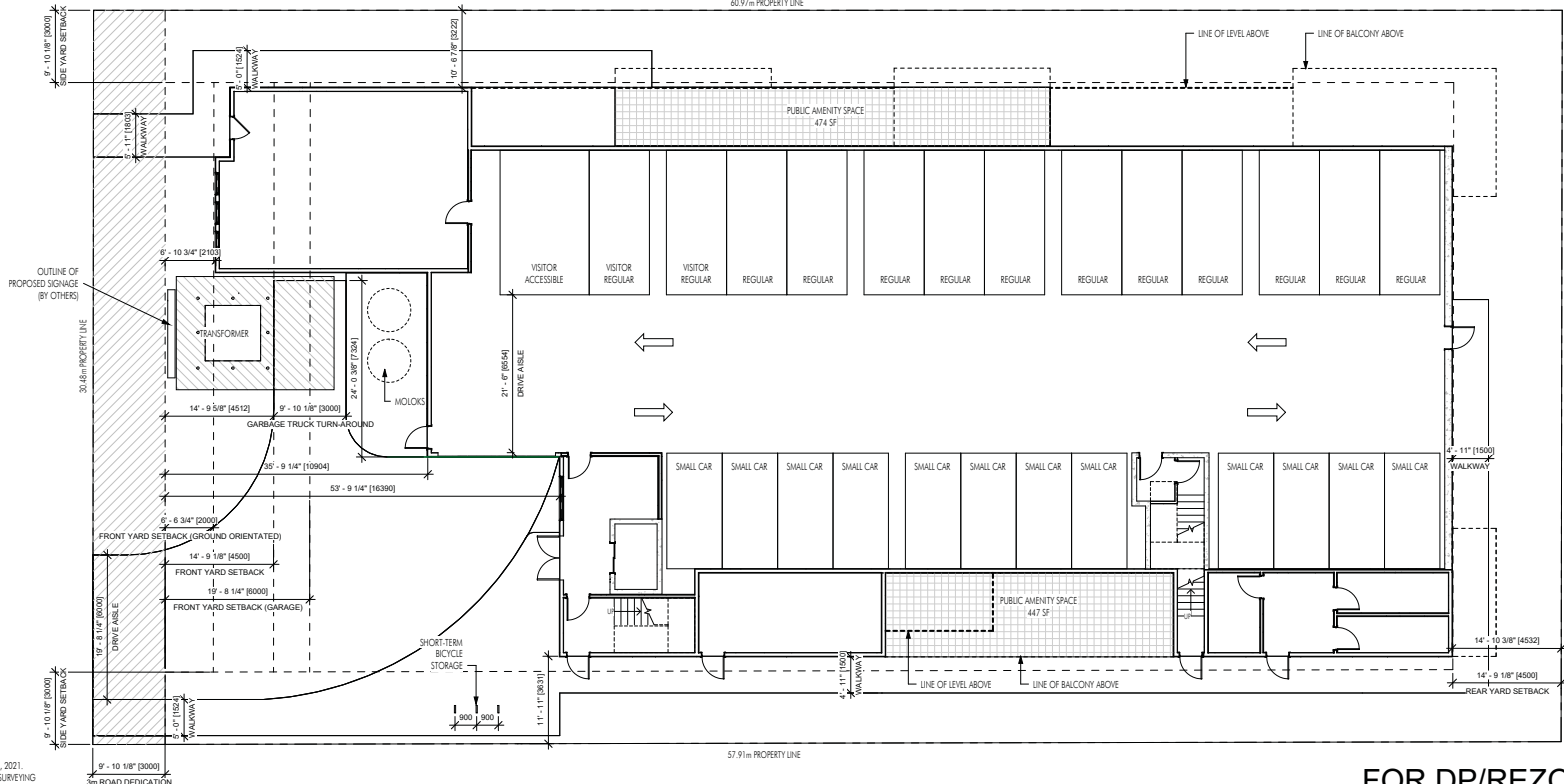 60.97m PROPERTY LINE
9' - 10 1/8" [3000]
SIDE YARD SETBACK
5' - 0" [1524]
WALKWAY
10' - 6 7/8" [3222]
LINE OF LEVEL ABOVE
LINE OF BALCONY ABOVE
5' - 11" [1803]
WALKWAY
PUBLIC AMENITY SPACE
474 SF
6' - 10 3/4" [2103]
OUTLINE OF
PROPOSED SIGNAGE
(BY OTHERS)
VISITOR
ACCESSIBLE
VISITOR
REGULAR
VISITOR
REGULAR
REGULAR
REGULAR
REGULAR
REGULAR
REGULAR
REGULAR
REGULAR
REGULAR
REGULAR
REGULAR
REGULAR
TRANSFORMER
30.48m PROPERTY LINE
24' - 0 3/8" [7324]
MOLOKS
21' - 6" [6554]
DRIVE AISLE
14' - 9 5/8" [4512]
9' - 10 1/8" [3000]
GARBAGE TRUCK TURN-AROUND
35' - 9 1/4" [10904]
53' - 9 1/4" [16390]
SMALL CAR
SMALL CAR
SMALL CAR
SMALL CAR
SMALL CAR
SMALL CAR
SMALL CAR
SMALL CAR
SMALL CAR
SMALL CAR
SMALL CAR
SMALL CAR
4' - 11" [1500]
WALKWAY
6' - 6 3/4" [2000]
FRONT YARD SETBACK (GROUND ORIENTATED)
14' - 9 1/8" [4500]
FRONT YARD SETBACK
19' - 8 1/4" [6000]
FRONT YARD SETBACK (GARAGE)
19' - 8 1/4" [6000]
DRIVE AISLE
UP
UP
PUBLIC AMENITY SPACE
447 SF
SHORT-TERM
BICYCLE
STORAGE
14' - 10 3/8" [4532]
14' - 9 1/8" [4500]
REAR YARD SETBACK
4' - 11" [1500]
WALKWAY
LINE OF LEVEL ABOVE
LINE OF BALCONY ABOVE
9' - 10 1/8" [3000]
SIDE YARD SETBACK
5' - 0" [1524]
WALKWAY
900
900
11' - 11" [3631]
57.91m PROPERTY LINE
, 2021.
SURVEYING
9' - 10 1/8" [3000]
3m ROAD DEDICATION
FOR DP/REZO